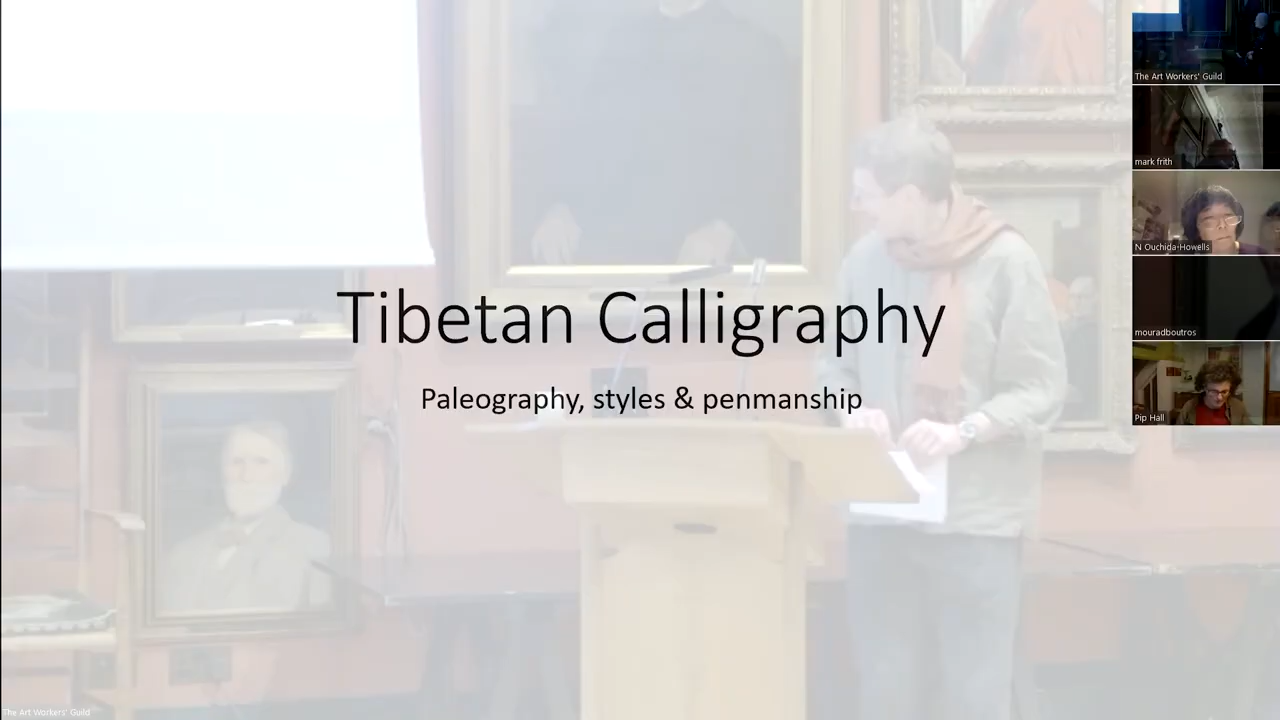 Tibetan Calligraphy
Paleography, styles & penmanship
The Art Workers' Guild
mark frith
N Ouchida-Howells
mouradboutros
Pip Hall
The Art Workers' Guild